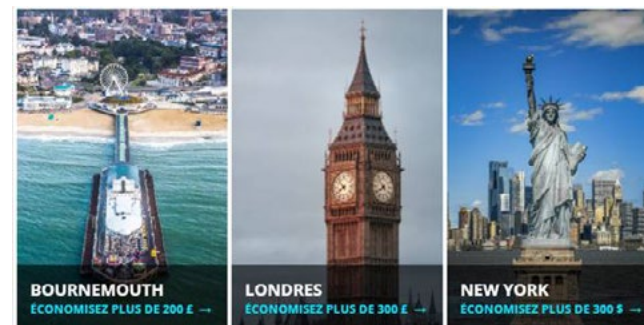 BOURNEMOUTH
ÉCONOMISEZ PLUS DE 200 £ →
LONDRES
ÉCONOMISEZ PLUS DE 300 £ →
NEW YORK
ÉCONOMISEZ PLUS DE 300 $ →